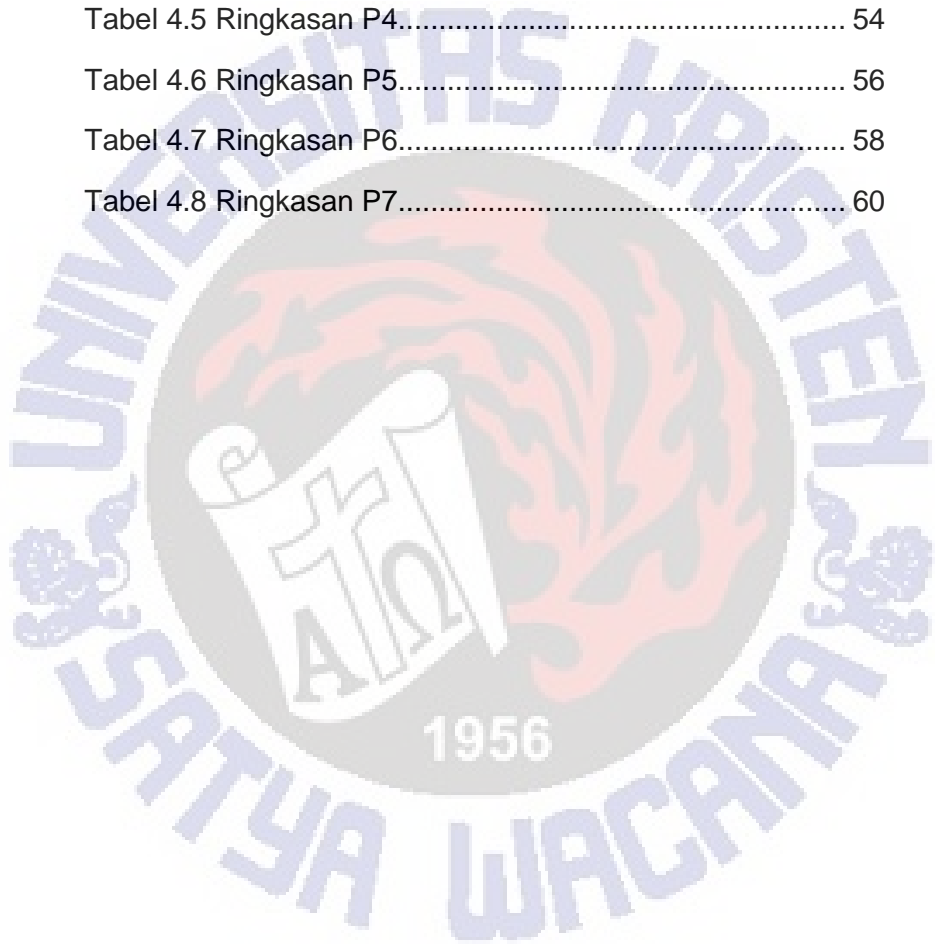 Tabel 4.5 Ringkasan P4........................................................ 54
Tabel 4.6 Ringkasan P5........................................................ 56
Tabel 4.7 Ringkasan P6........................................................ 58
Tabel 4.8 Ringkasan P7........................................................ 60
UNIVERSITAS KRISTEN
Α Ω
1956
SATYA WACANA